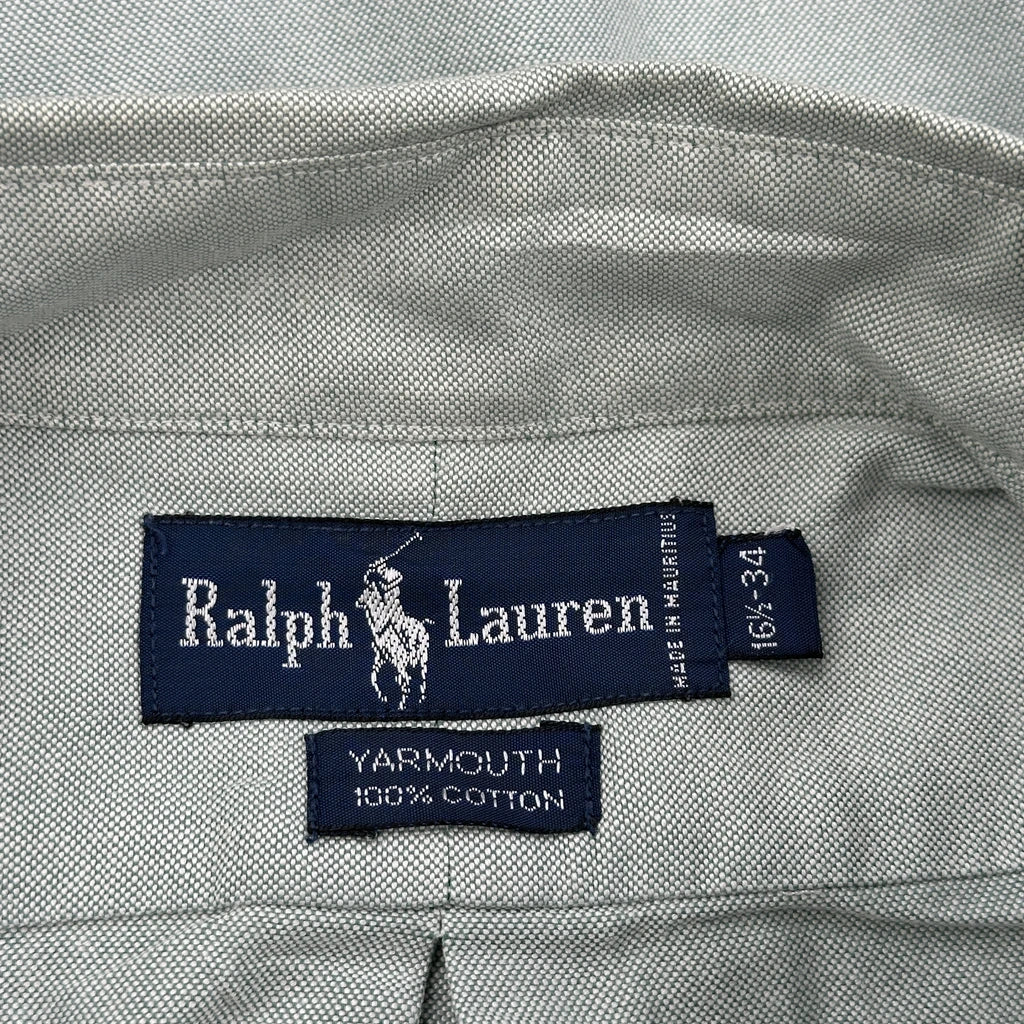 Ralph Lauren
MADE IN MAURITIUS
16½-34
YARMOUTH
100% COTTON